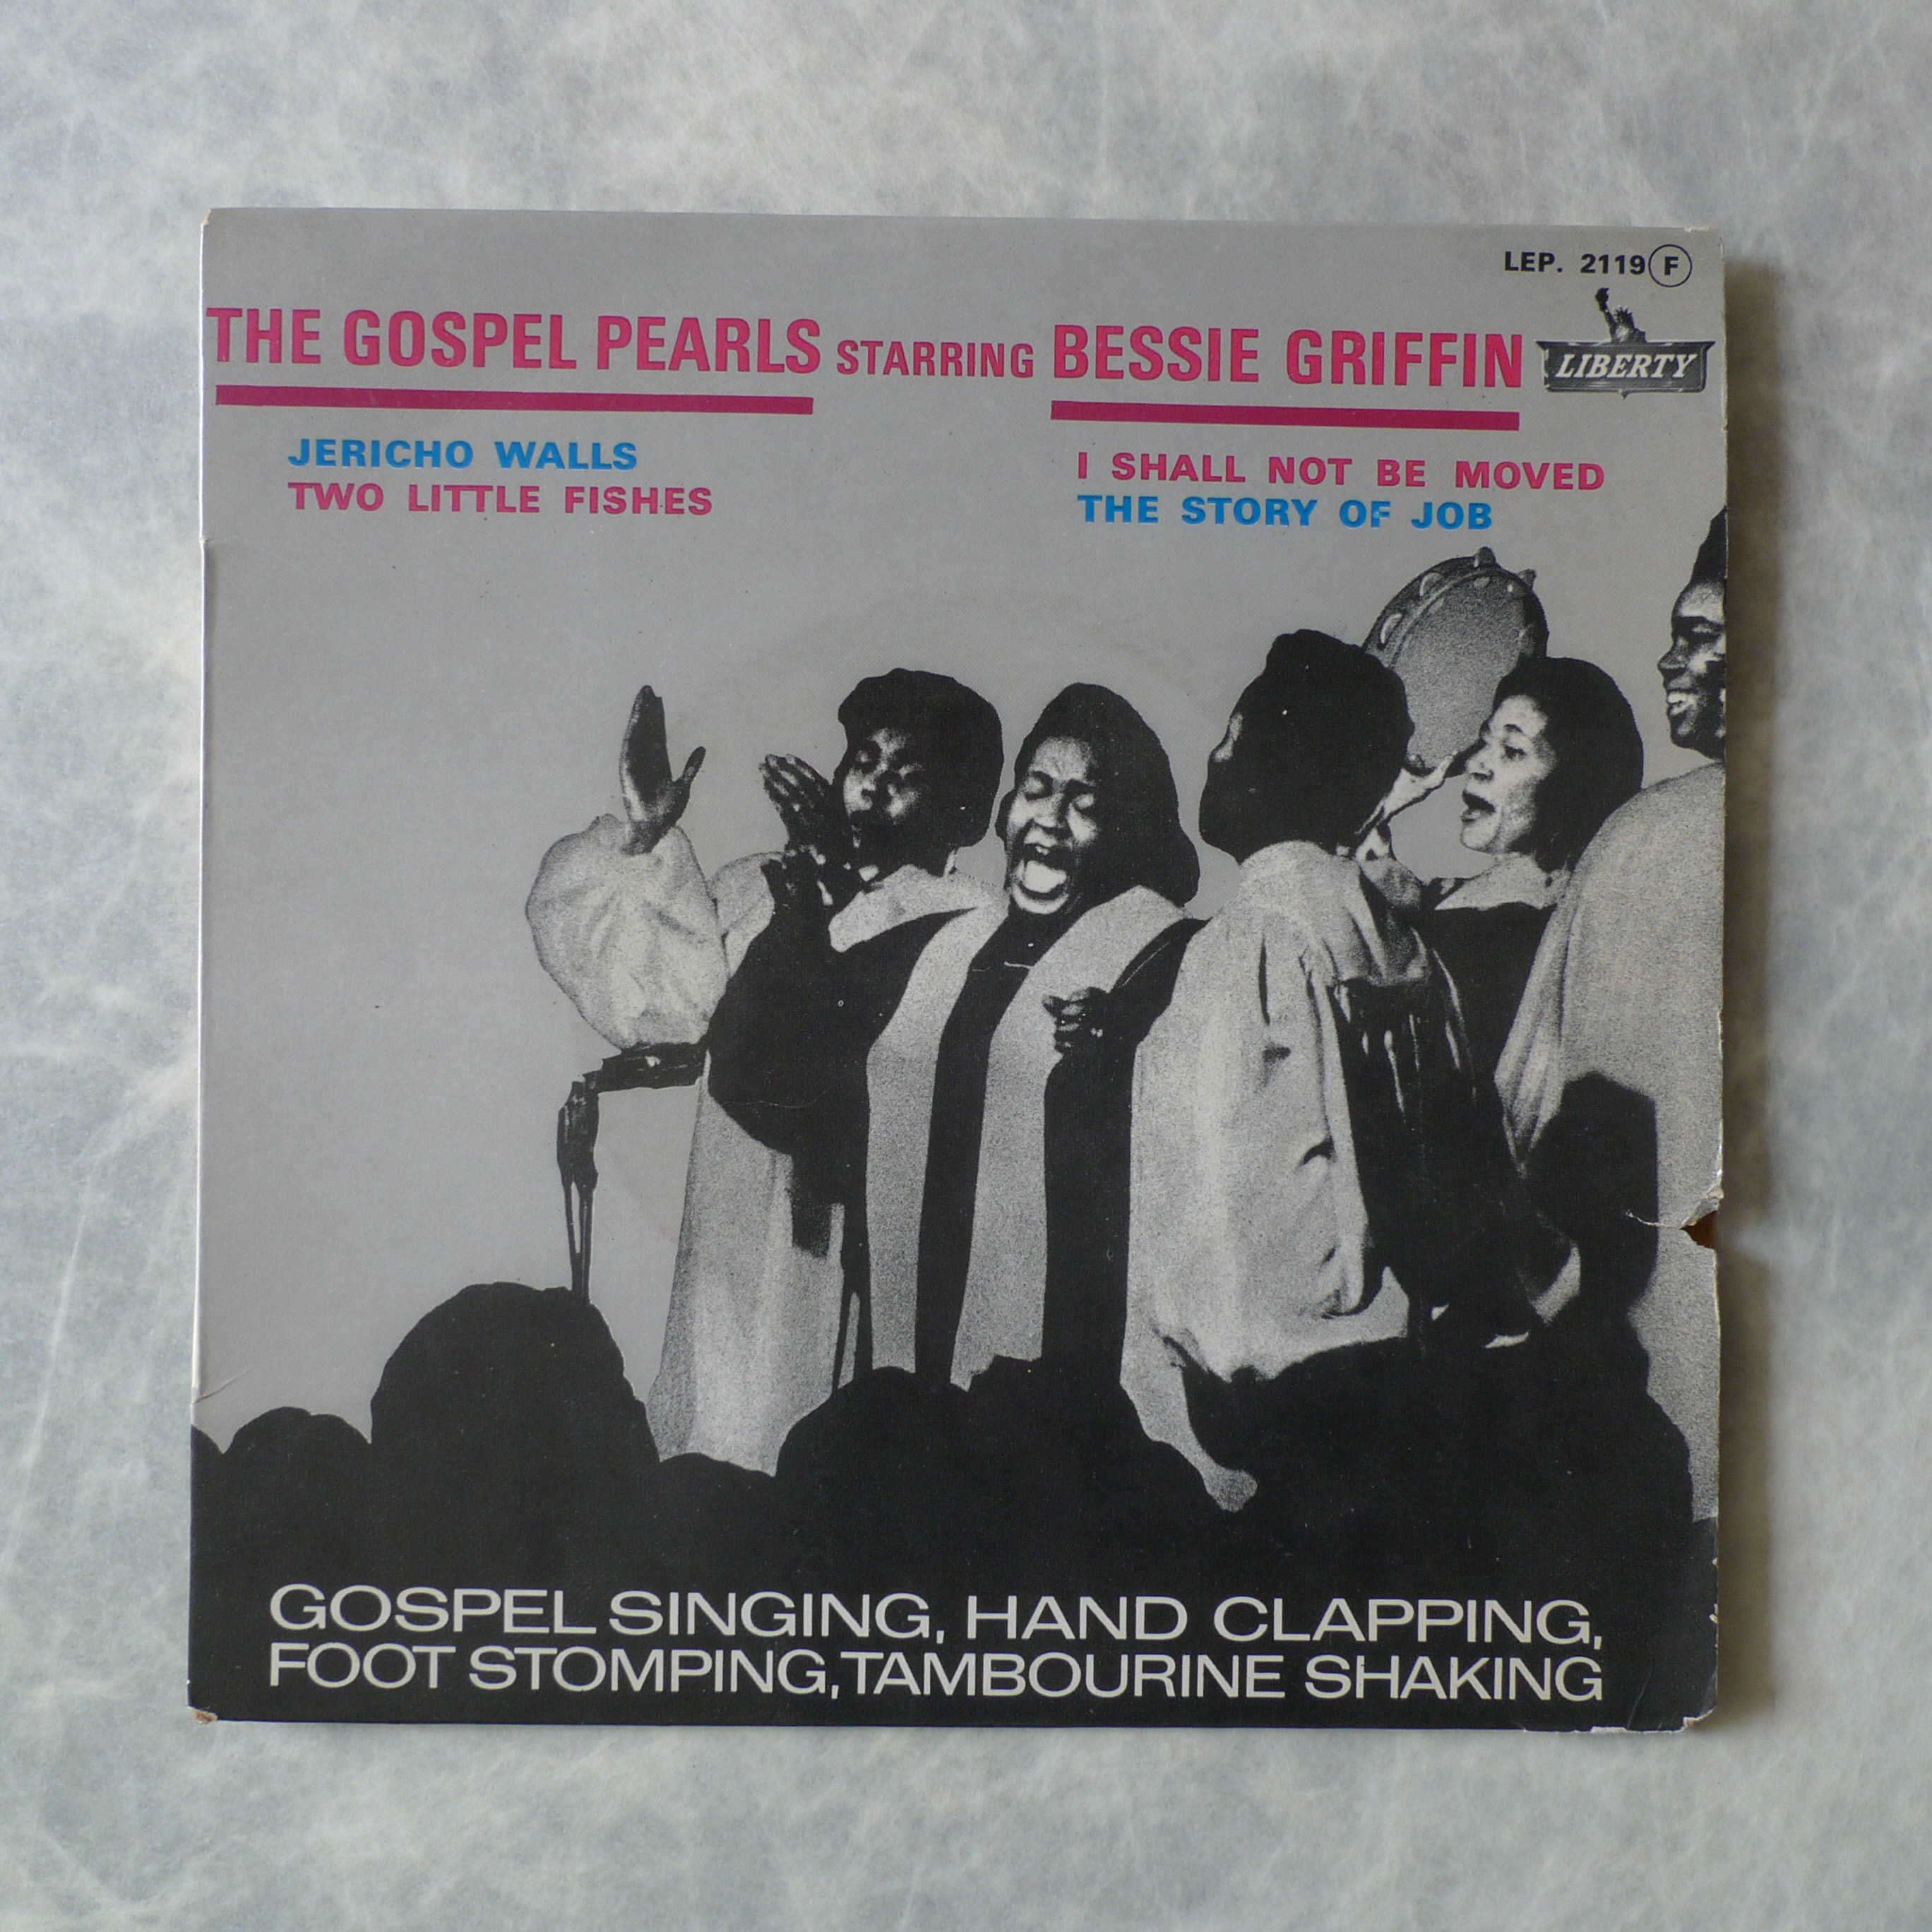 LEP. 2119 F
THE GOSPEL PEARLS STARRING BESSIE GRIFFIN
LIBERTY
JERICHO WALLS
TWO LITTLE FISHES
I SHALL NOT BE MOVED
THE STORY OF JOB
GOSPEL SINGING, HAND CLAPPING,
FOOT STOMPING, TAMBOURINE SHAKING